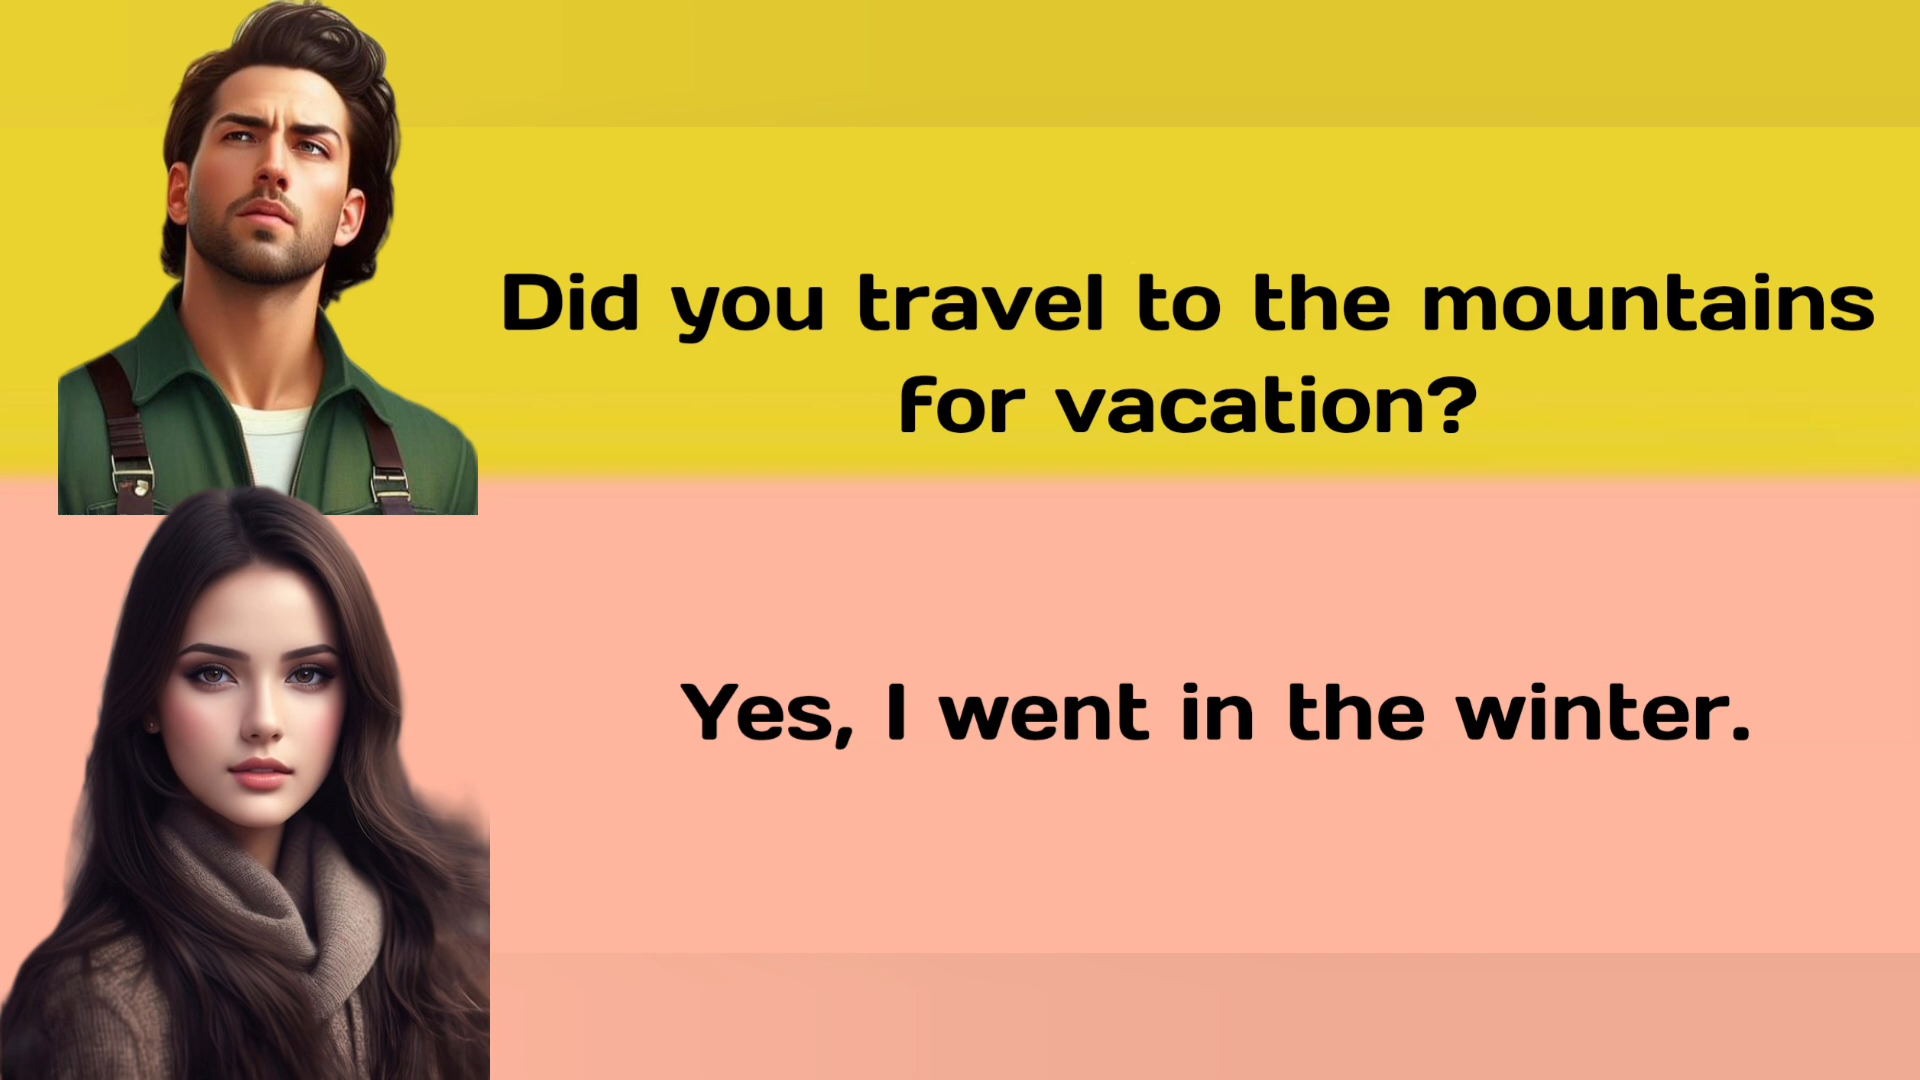 Did you travel to the mountains
for vacation?
Yes, I went in the winter.